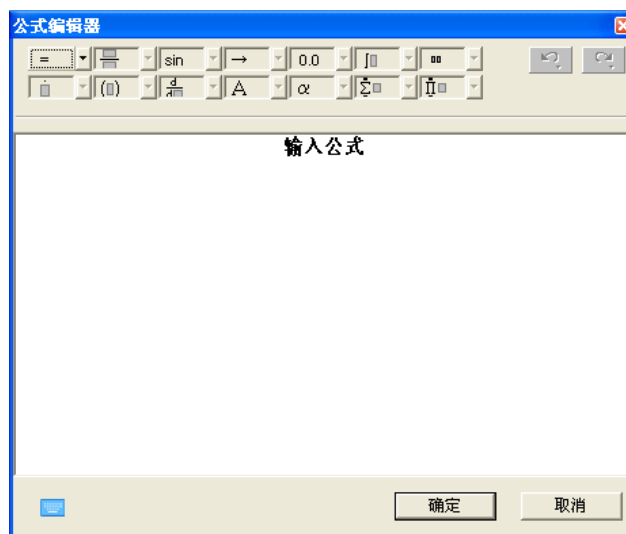 公式编辑器
= sin → 0.0 ∫
(▯) d/d A α Σ Π
输入公式
确定 取消